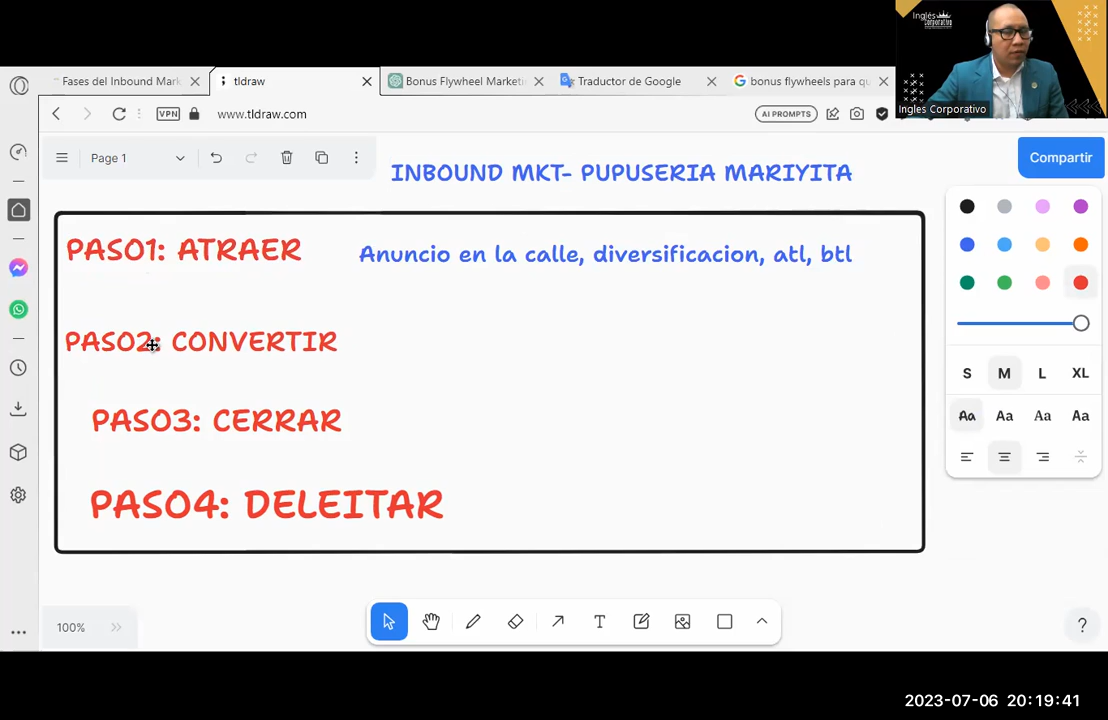 Fases del Inbound Mark
tldraw
Bonus Flywheel Marketi
Traductor de Google
bonus flywheels para qu
VPN
www.tldraw.com
AI PROMPTS
Inglés
Corporativo
Ingles Corporativo
Page 1
INBOUND MKT- PUPUSERIA MARIYITA
Compartir
PASO1: ATRAER
Anuncio en la calle, diversificacion, atl, btl
PASO2: CONVERTIR
PASO3: CERRAR
PASO4: DELEITAR
S M L XL
Aa Aa Aa Aa
100%
T
?
2023-07-06 20:19:41